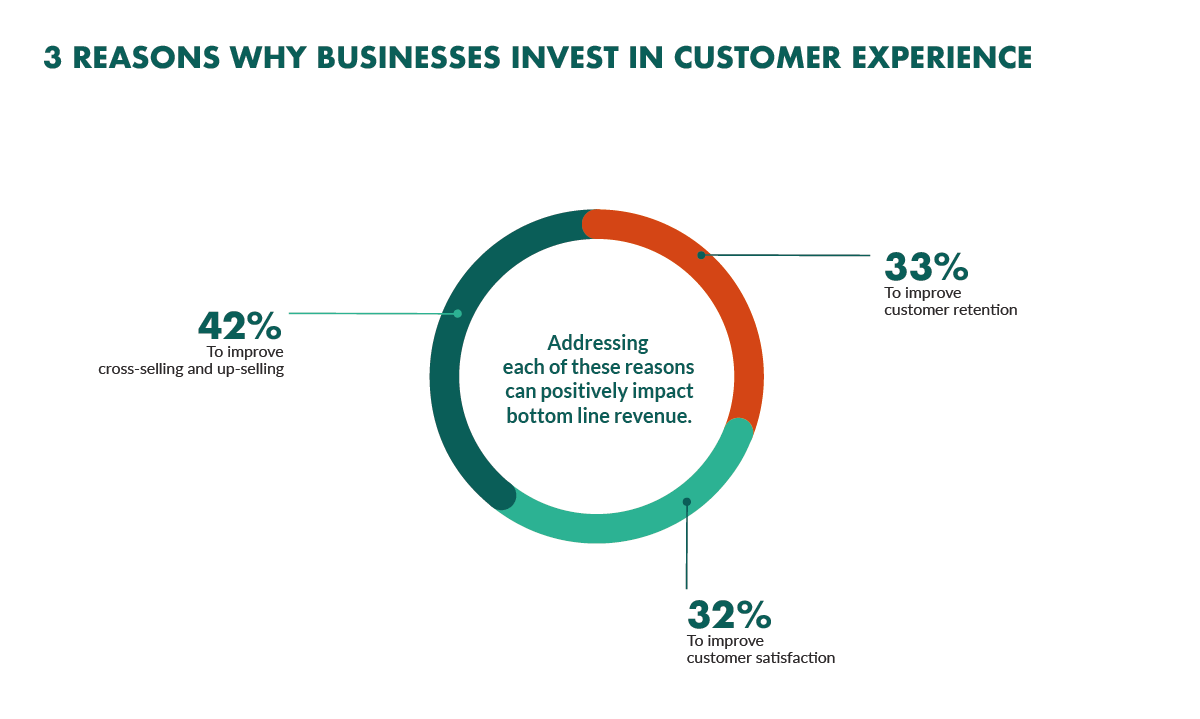 3 REASONS WHY BUSINESSES INVEST IN CUSTOMER EXPERIENCE
33%
To improve
customer retention
42%
To improve
cross-selling and up-selling
Addressing
each of these reasons
can positively impact
bottom line revenue.
32%
To improve
customer satisfaction